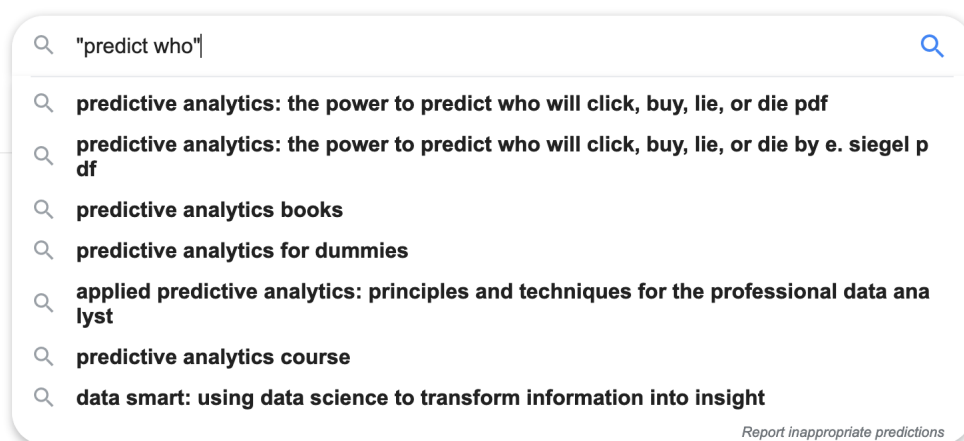 "predict who"
predictive analytics: the power to predict who will click, buy, lie, or die pdf
predictive analytics: the power to predict who will click, buy, lie, or die by e. siegel p
df
predictive analytics books
predictive analytics for dummies
applied predictive analytics: principles and techniques for the professional data ana
lyst
predictive analytics course
data smart: using data science to transform information into insight
Report inappropriate predictions